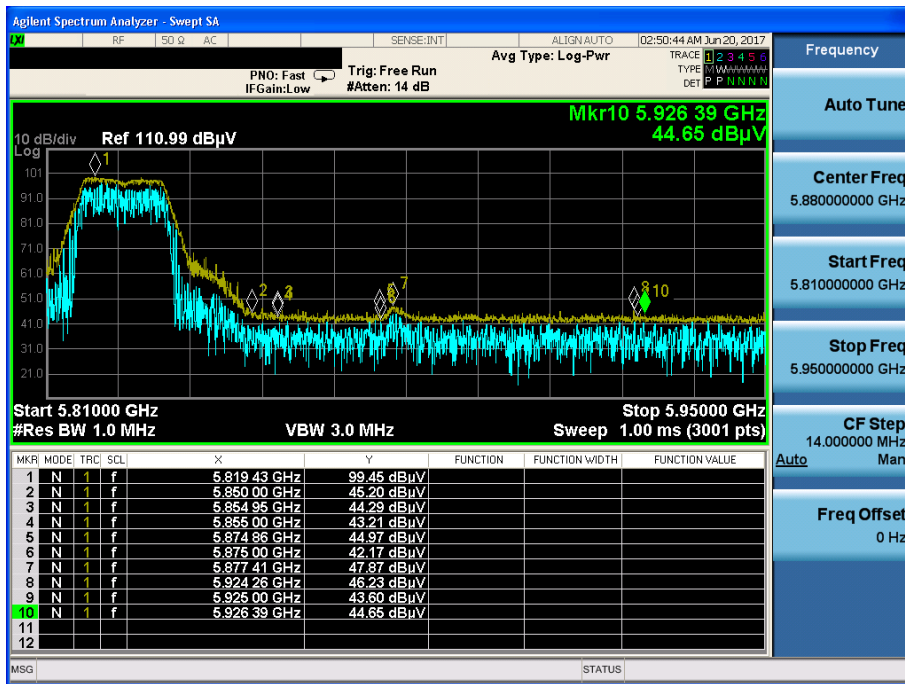 Agilent Spectrum Analyzer - Swept SA
LXI RF 50 Ω AC SENSE:INT ALIGN AUTO 02:50:44 AM Jun 20, 2017
Avg Type: Log-Pwr
TRACE 1 2 3 4 5 6
TYPE M WWWWW
DET P P N N N N
PNO: Fast
IFGain:Low
Trig: Free Run
#Atten: 14 dB
Mkr10 5.926 39 GHz
44.65 dBµV
10 dB/div Ref 110.99 dBµV
Log
101
91.0
81.0
71.0
61.0
51.0
41.0
31.0
21.0
1
2
7
10
Start 5.81000 GHz Stop 5.95000 GHz
#Res BW 1.0 MHz VBW 3.0 MHz Sweep 1.00 ms (3001 pts)
MKR MODE TRC SCL X Y FUNCTION FUNCTION WIDTH FUNCTION VALUE
1 N 1 f 5.819 43 GHz 99.45 dBµV
2 N 1 f 5.850 00 GHz 45.20 dBµV
3 N 1 f 5.854 95 GHz 44.29 dBµV
4 N 1 f 5.855 00 GHz 43.21 dBµV
5 N 1 f 5.874 86 GHz 44.97 dBµV
6 N 1 f 5.875 00 GHz 42.17 dBµV
7 N 1 f 5.877 41 GHz 47.87 dBµV
8 N 1 f 5.924 26 GHz 46.23 dBµV
9 N 1 f 5.925 00 GHz 43.60 dBµV
10 N 1 f 5.926 39 GHz 44.65 dBµV
11
12
MSG STATUS
Frequency
Auto Tune
Center Freq
5.880000000 GHz
Start Freq
5.810000000 GHz
Stop Freq
5.950000000 GHz
CF Step
14.000000 MHz
Auto Man
Freq Offset
0 Hz